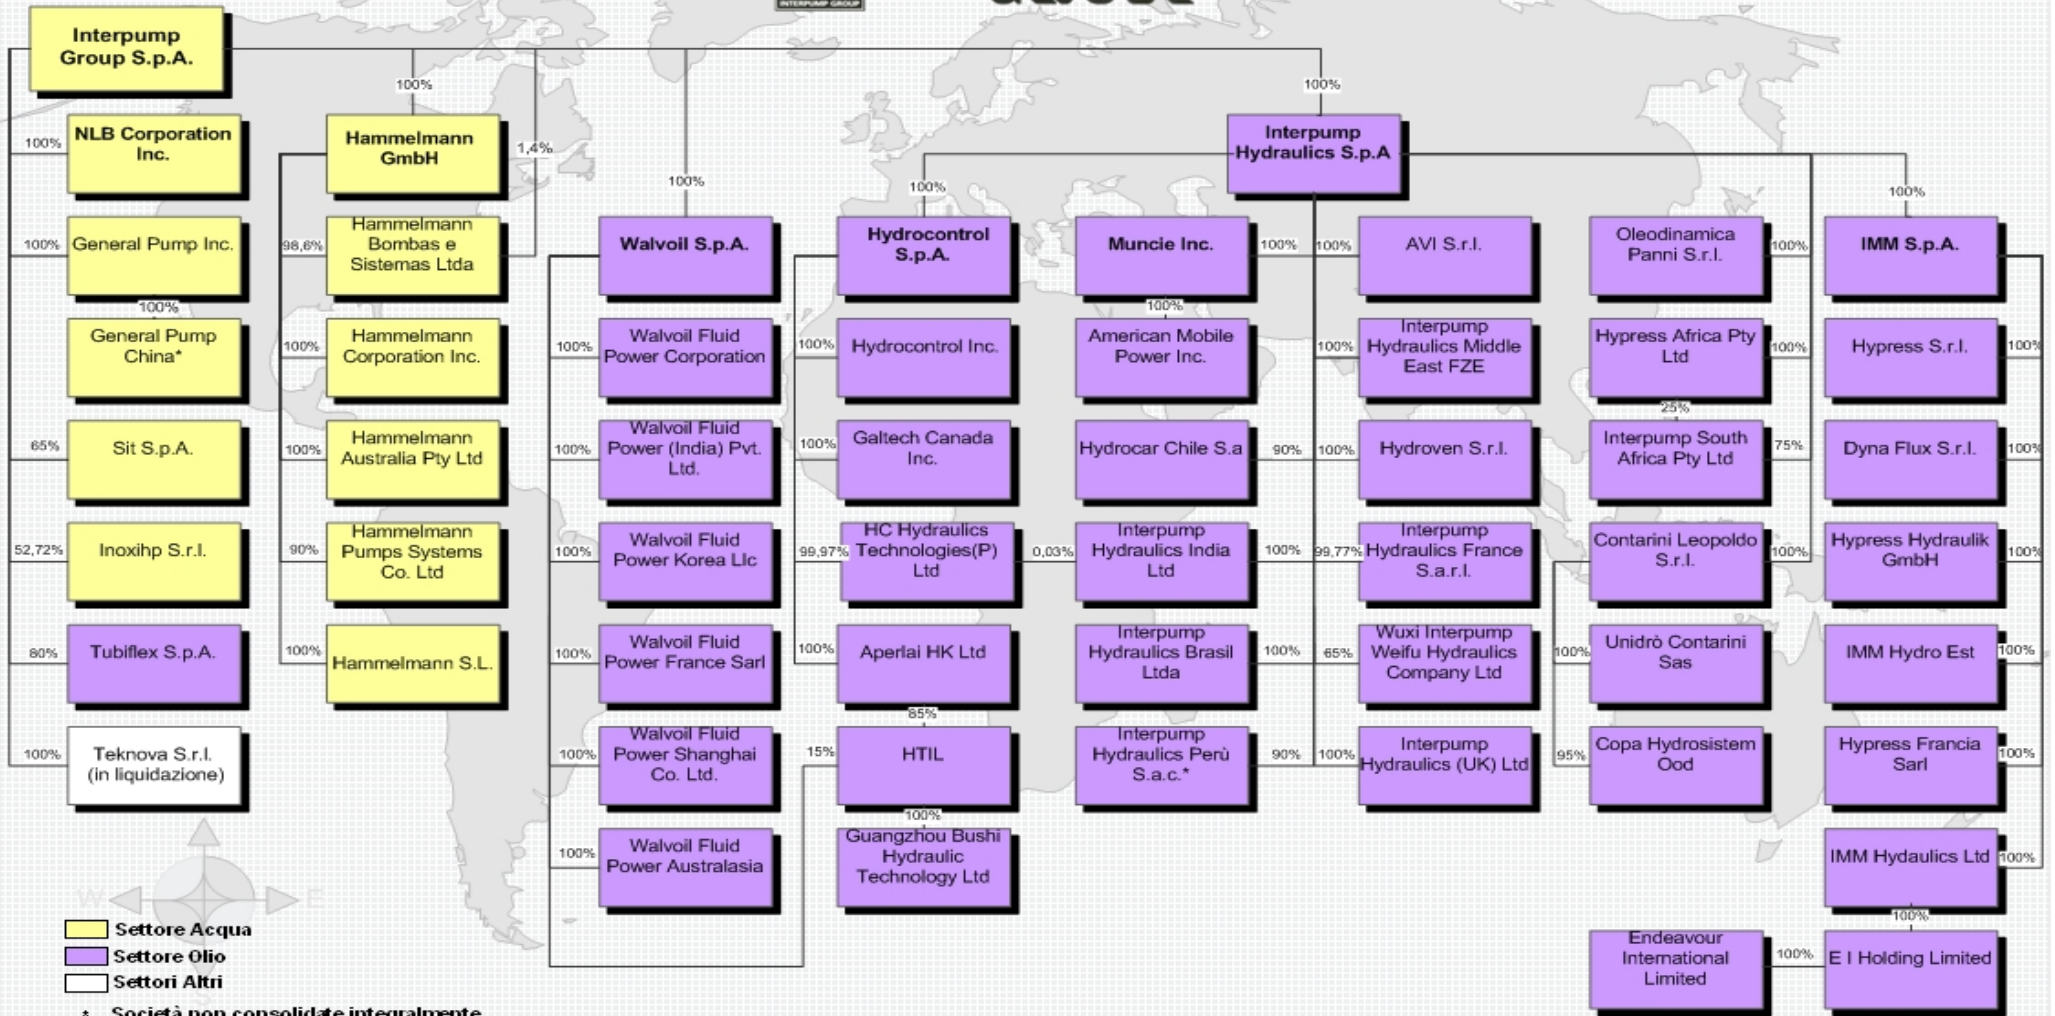 INTERPUMP GROUP
Interpump
Group S.p.A.
100%
100%
NLB Corporation
Inc.
100%
Hammelmann
GmbH
1,4%
Interpump
Hydraulics S.p.A
100%
100%
100%
General Pump Inc.
100%
Hammelmann
Bombas e
Sistemas Ltda
98,6%
Walvoil S.p.A.
Hydrocontrol
S.p.A.
Muncie Inc.
100%
100%
AVI S.r.l.
Oleodinamica
Panni S.r.l.
100%
IMM S.p.A.
100%
General Pump
China*
Hammelmann
Corporation Inc.
100%
Walvoil Fluid
Power Corporation
100%
Hydrocontrol Inc.
100%
100%
American Mobile
Power Inc.
100%
Interpump
Hydraulics Middle
East FZE
Hypress Africa Pty
Ltd
100%
Hypress S.r.l.
100%
65%
Sit S.p.A.
100%
Hammelmann
Australia Pty Ltd
100%
Walvoil Fluid
Power (India) Pvt.
Ltd.
100%
Galtech Canada
Inc.
Hydrocar Chile S.a
90%
100%
Hydroven S.r.l.
25%
Interpump South
Africa Pty Ltd
75%
Dyna Flux S.r.l.
100%
52,72%
Inoxihp S.r.l.
90%
Hammelmann
Pumps Systems
Co. Ltd
100%
Walvoil Fluid
Power Korea Llc
99,97%
HC Hydraulics
Technologies(P)
Ltd
0,03%
Interpump
Hydraulics India
Ltd
100%
99,77%
Interpump
Hydraulics France
S.a.r.l.
Contarini Leopoldo
S.r.l.
100%
Hypress Hydraulik
GmbH
100%
80%
Tubiflex S.p.A.
100%
Hammelmann S.L.
100%
Walvoil Fluid
Power France Sarl
100%
Aperlai HK Ltd
Interpump
Hydraulics Brasil
Ltda
100%
65%
Wuxi Interpump
Weifu Hydraulics
Company Ltd
100%
Unidrò Contarini
Sas
IMM Hydro Est
100%
100%
Teknova S.r.l.
(in liquidazione)
100%
Walvoil Fluid
Power Shanghai
Co. Ltd.
85%
15%
HTIL
Interpump
Hydraulics Perù
S.a.c.*
90%
100%
Interpump
Hydraulics (UK) Ltd
95%
Copa Hydrosistem
Ood
Hypress Francia
Sarl
100%
100%
Walvoil Fluid
Power Australasia
100%
Guangzhou Bushi
Hydraulic
Technology Ltd
IMM Hydaulics Ltd
100%
100%
Endeavour
International
Limited
100%
E I Holding Limited
W
E
S
Settore Acqua
Settore Olio
Settori Altri
* Società non consolidate integralmente